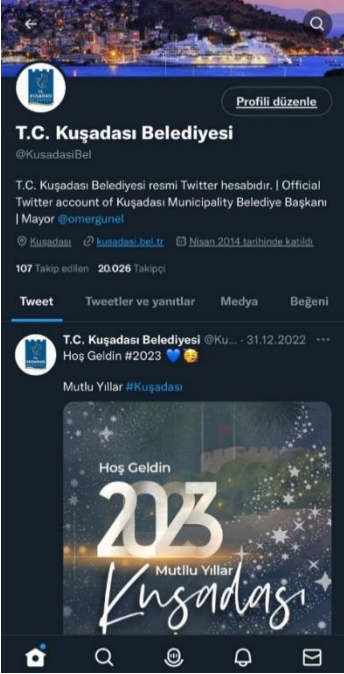 Profili düzenle
T.C. Kuşadası Belediyesi
@KusadasiBel
T.C. Kuşadası Belediyesi resmi Twitter hesabıdır. | Official
Twitter account of Kuşadası Municipality Belediye Başkanı
| Mayor @omergunel
Kuşadası kusadasi.bel.tr Nisan 2014 tarihinde katıldı
107 Takip edilen 20.026 Takipçi
Tweet Tweetler ve yanıtlar Medya Beğeni
T.C. Kuşadası Belediyesi @Ku... · 31.12.2022
Hoş Geldin #2023 💙🥳
Mutlu Yıllar #Kuşadası
Hoş Geldin
2023
Mutllu Yıllar
Kuşadası